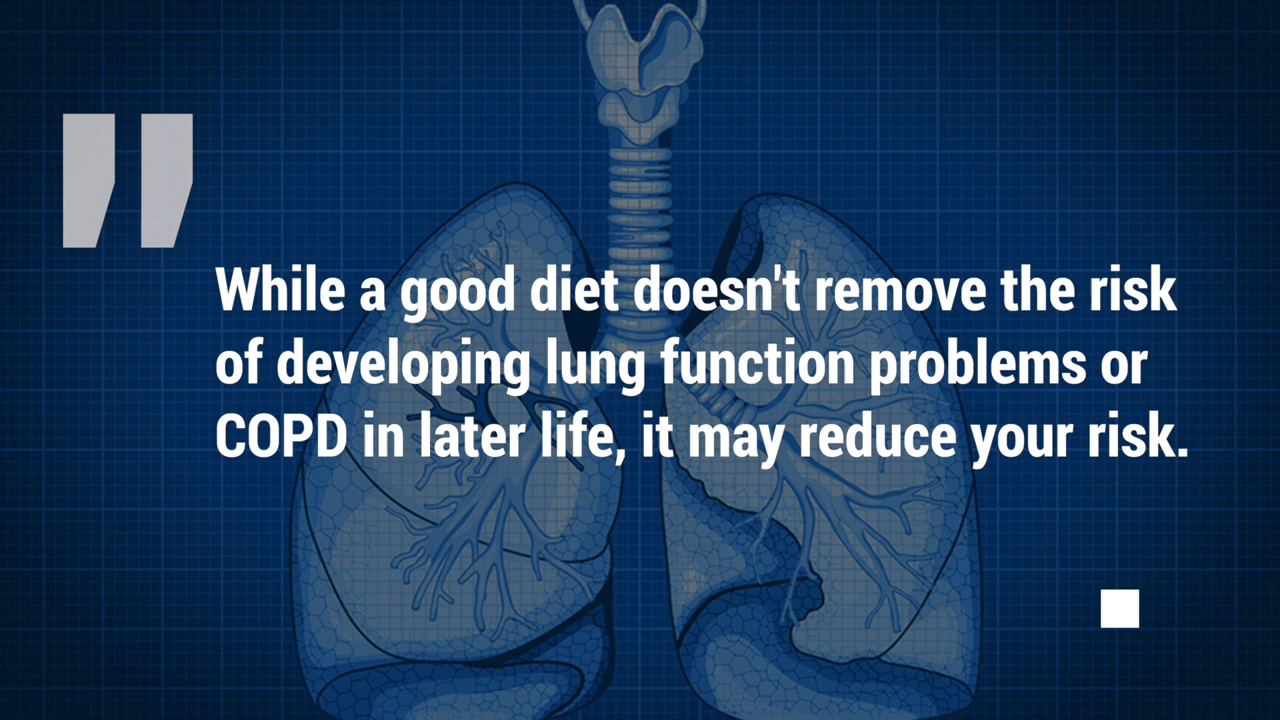 "
While a good diet doesn't remove the risk
of developing lung function problems or
COPD in later life, it may reduce your risk.